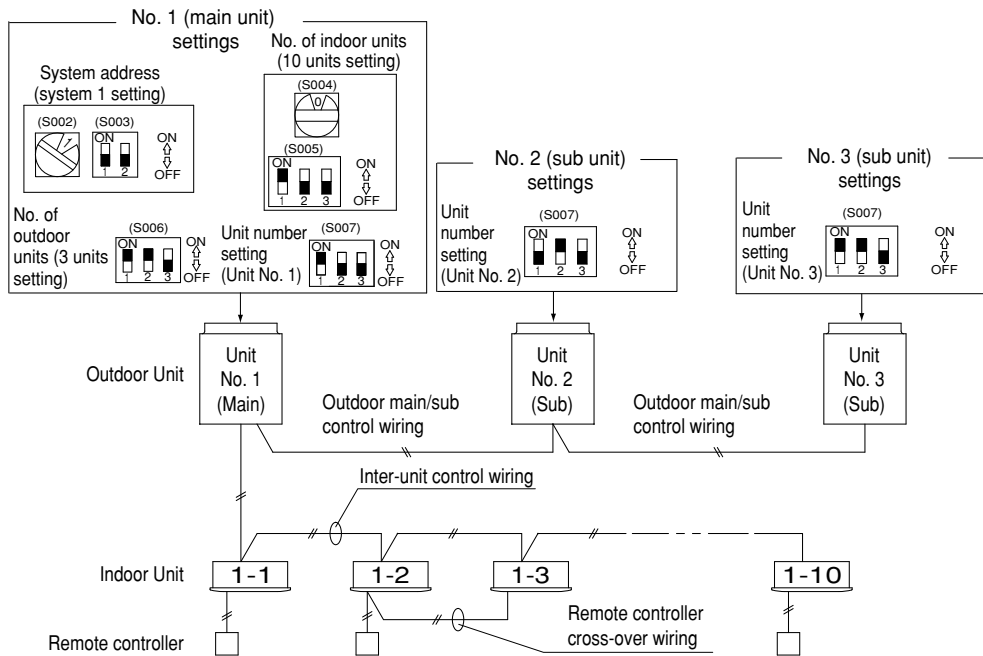 No. 1 (main unit)
settings
System address
(system 1 setting)
(S002)
(S003)
ON
1 2
ON
OFF
No. of indoor units
(10 units setting)
(S004)
0
(S005)
ON
1 2 3
ON
OFF
No. of
outdoor
units (3 units
setting)
(S006)
ON
1 2 3
ON
OFF
Unit number
setting
(Unit No. 1)
(S007)
ON
1 2 3
ON
OFF
No. 2 (sub unit)
settings
Unit
number
setting
(Unit No. 2)
(S007)
ON
1 2 3
ON
OFF
No. 3 (sub unit)
settings
Unit
number
setting
(Unit No. 3)
(S007)
ON
1 2 3
ON
OFF
Outdoor Unit
Unit
No. 1
(Main)
Unit
No. 2
(Sub)
Unit
No. 3
(Sub)
Outdoor main/sub
control wiring
Outdoor main/sub
control wiring
Inter-unit control wiring
Indoor Unit
1-1
1-2
1-3
1-10
Remote controller
cross-over wiring
Remote controller